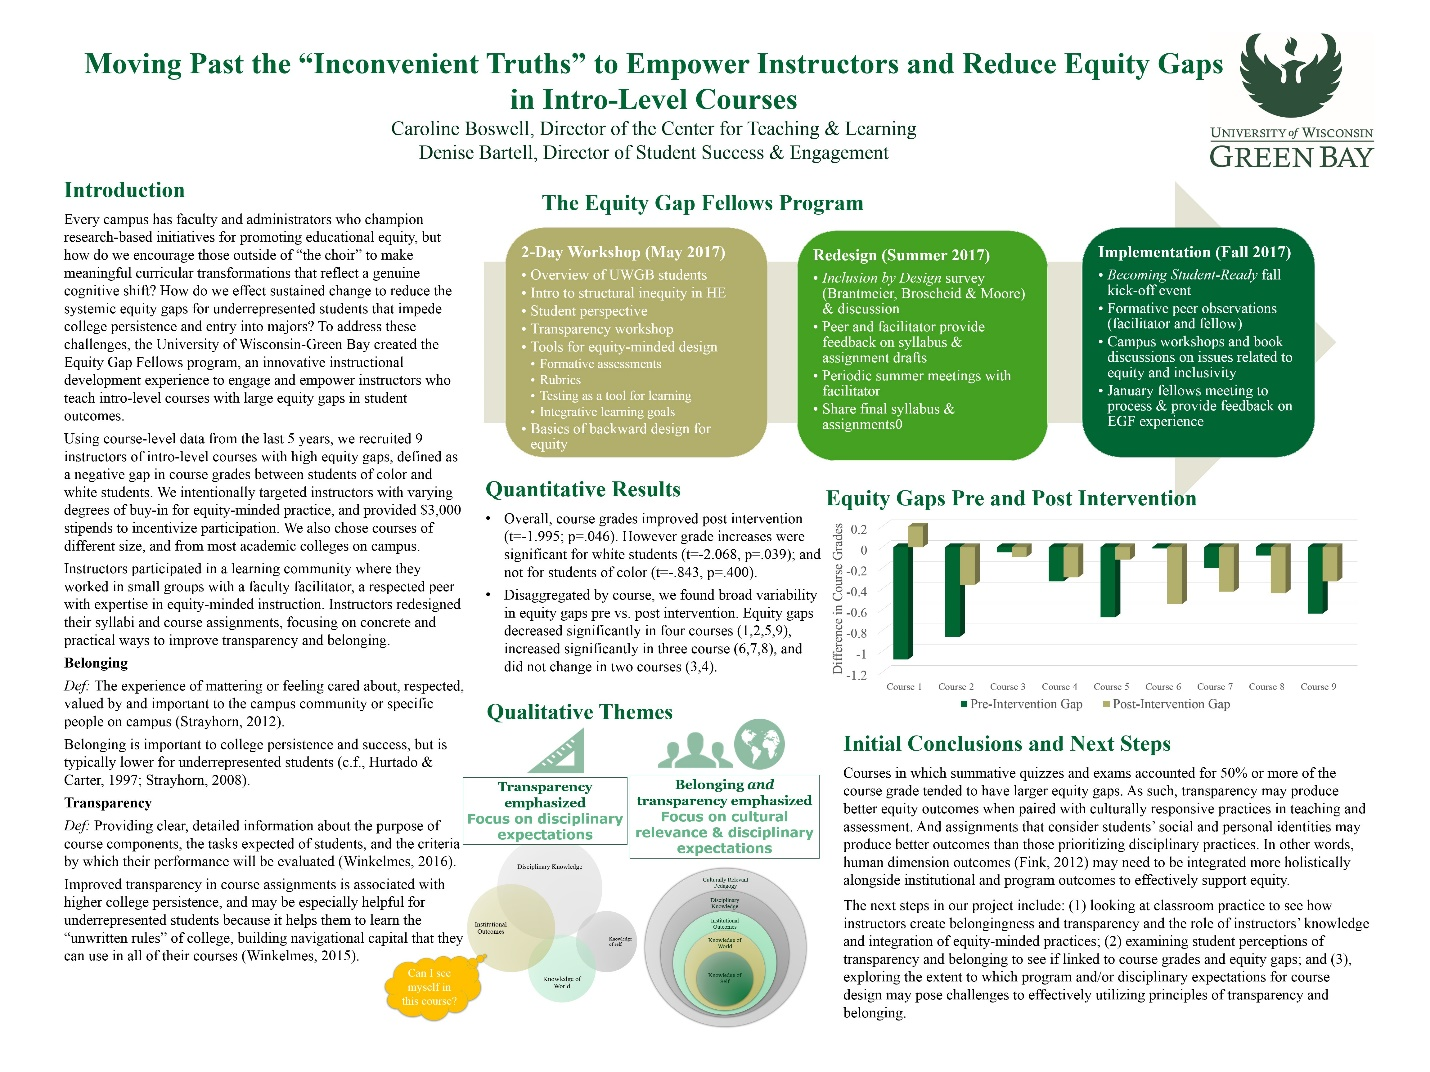 Moving Past the “Inconvenient Truths” to Empower Instructors and Reduce Equity Gaps
in Intro-Level Courses
Caroline Boswell, Director of the Center for Teaching & Learning
Denise Bartell, Director of Student Success & Engagement
UNIVERSITY of WISCONSIN
GREEN BAY
Introduction
Every campus has faculty and administrators who champion
research-based initiatives for promoting educational equity, but
how do we encourage those outside of “the choir” to make
meaningful curricular transformations that reflect a genuine
cognitive shift? How do we effect sustained change to reduce the
systemic equity gaps for underrepresented students that impede
college persistence and entry into majors? To address these
challenges, the University of Wisconsin-Green Bay created the
Equity Gap Fellows program, an innovative instructional
development experience to engage and empower instructors who
teach intro-level courses with large equity gaps in student
outcomes.
Using course-level data from the last 5 years, we recruited 9
instructors of intro-level courses with high equity gaps, defined as
a negative gap in course grades between students of color and
white students. We intentionally targeted instructors with varying
degrees of buy-in for equity-minded practice, and provided $3,000
stipends to incentivize participation. We also chose courses of
different size, and from most academic colleges on campus.
Instructors participated in a learning community where they
worked in small groups with a faculty facilitator, a respected peer
with expertise in equity-minded instruction. Instructors redesigned
their syllabi and course assignments, focusing on concrete and
practical ways to improve transparency and belonging.
Belonging
Def: The experience of mattering or feeling cared about, respected,
valued by and important to the campus community or specific
people on campus (Strayhorn, 2012).
Belonging is important to college persistence and success, but is
typically lower for underrepresented students (c.f., Hurtado &
Carter, 1997; Strayhorn, 2008).
Transparency
Def: Providing clear, detailed information about the purpose of
course components, the tasks expected of students, and the criteria
by which their performance will be evaluated (Winkelmes, 2016).
Improved transparency in course assignments is associated with
higher college persistence, and may be especially helpful for
underrepresented students because it helps them to learn the
“unwritten rules” of college, building navigational capital that they
can use in all of their courses (Winkelmes, 2015).
The Equity Gap Fellows Program
2-Day Workshop (May 2017)
• Overview of UWGB students
• Intro to structural inequity in HE
• Student perspective
• Transparency workshop
• Tools for equity-minded design
• Formative assessments
• Rubrics
• Testing as a tool for learning
• Integrative learning goals
• Basics of backward design for
equity
Redesign (Summer 2017)
• Inclusion by Design survey
(Brantmeier, Broscheid & Moore)
& discussion
• Peer and facilitator provide
feedback on syllabus &
assignment drafts
• Periodic summer meetings with
facilitator
• Share final syllabus &
assignments0
Implementation (Fall 2017)
• Becoming Student-Ready fall
kick-off event
• Formative peer observations
(facilitator and fellow)
• Campus workshops and book
discussions on issues related to
equity and inclusivity
• January fellows meeting to
process & provide feedback on
EGF experience
Quantitative Results
• Overall, course grades improved post intervention
(t=-1.995; p=.046). However grade increases were
significant for white students (t=-2.068, p=.039); and
not for students of color (t=-.843, p=.400).
• Disaggregated by course, we found broad variability
in equity gaps pre vs. post intervention. Equity gaps
decreased significantly in four courses (1,2,5,9),
increased significantly in three course (6,7,8), and
did not change in two courses (3,4).
Equity Gaps Pre and Post Intervention
Difference in Course Grades
0.2
0
-0.2
-0.4
-0.6
-0.8
-1
-1.2
Course 1 Course 2 Course 3 Course 4 Course 5 Course 6 Course 7 Course 8 Course 9
Pre-Intervention Gap Post-Intervention Gap
Qualitative Themes
Transparency
emphasized
Focus on disciplinary
expectations
Belonging and
transparency emphasized
Focus on cultural
relevance & disciplinary
expectations
Disciplinary Knowledge
Institutional
Outcomes
Knowledge
of self
Knowledge of
World
Can I see
myself in
this course?
Culturally Relevant
Pedagogy
Disciplinary
Knowledge
Institutional
Outcomes
Knowledge of
World
Knowledge of
Self
Initial Conclusions and Next Steps
Courses in which summative quizzes and exams accounted for 50% or more of the
course grade tended to have larger equity gaps. As such, transparency may produce
better equity outcomes when paired with culturally responsive practices in teaching and
assessment. And assignments that consider students’ social and personal identities may
produce better outcomes than those prioritizing disciplinary practices. In other words,
human dimension outcomes (Fink, 2012) may need to be integrated more holistically
alongside institutional and program outcomes to effectively support equity.
The next steps in our project include: (1) looking at classroom practice to see how
instructors create belongingness and transparency and the role of instructors’ knowledge
and integration of equity-minded practices; (2) examining student perceptions of
transparency and belonging to see if linked to course grades and equity gaps; and (3),
exploring the extent to which program and/or disciplinary expectations for course
design may pose challenges to effectively utilizing principles of transparency and
belonging.